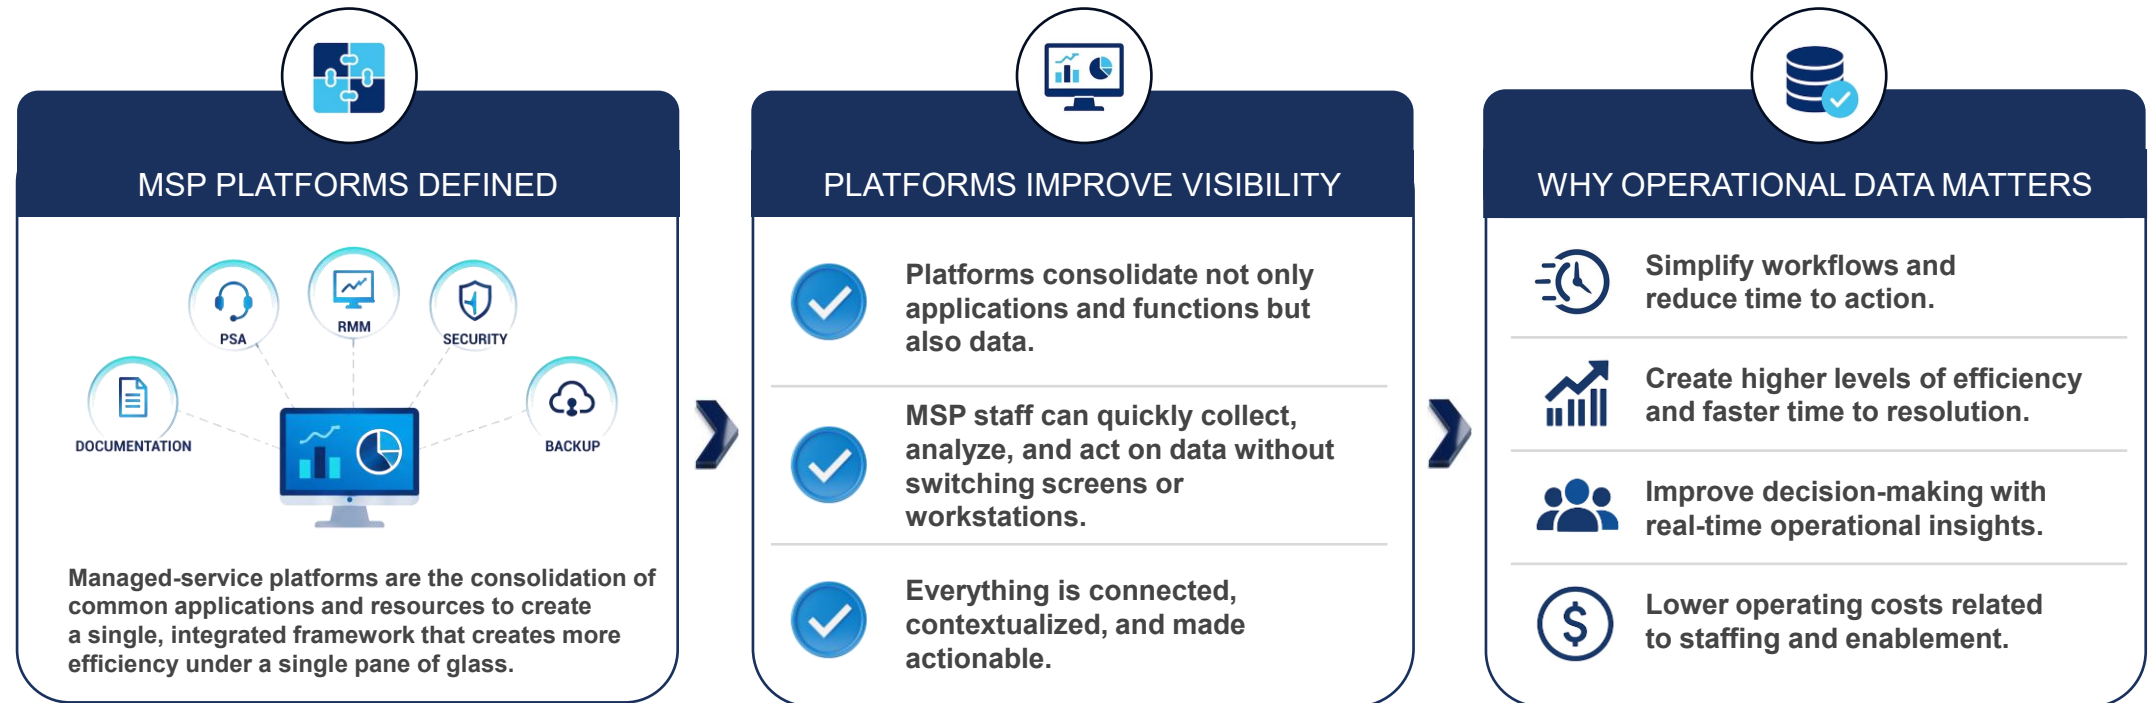 MSP PLATFORMS DEFINED
PSA
RMM
SECURITY
DOCUMENTATION
BACKUP
Managed-service platforms are the consolidation of
common applications and resources to create
a single, integrated framework that creates more
efficiency under a single pane of glass.
PLATFORMS IMPROVE VISIBILITY
Platforms consolidate not only
applications and functions but
also data.
MSP staff can quickly collect,
analyze, and act on data without
switching screens or
workstations.
Everything is connected,
contextualized, and made
actionable.
WHY OPERATIONAL DATA MATTERS
Simplify workflows and
reduce time to action.
Create higher levels of efficiency
and faster time to resolution.
Improve decision-making with
real-time operational insights.
$
Lower operating costs related
to staffing and enablement.